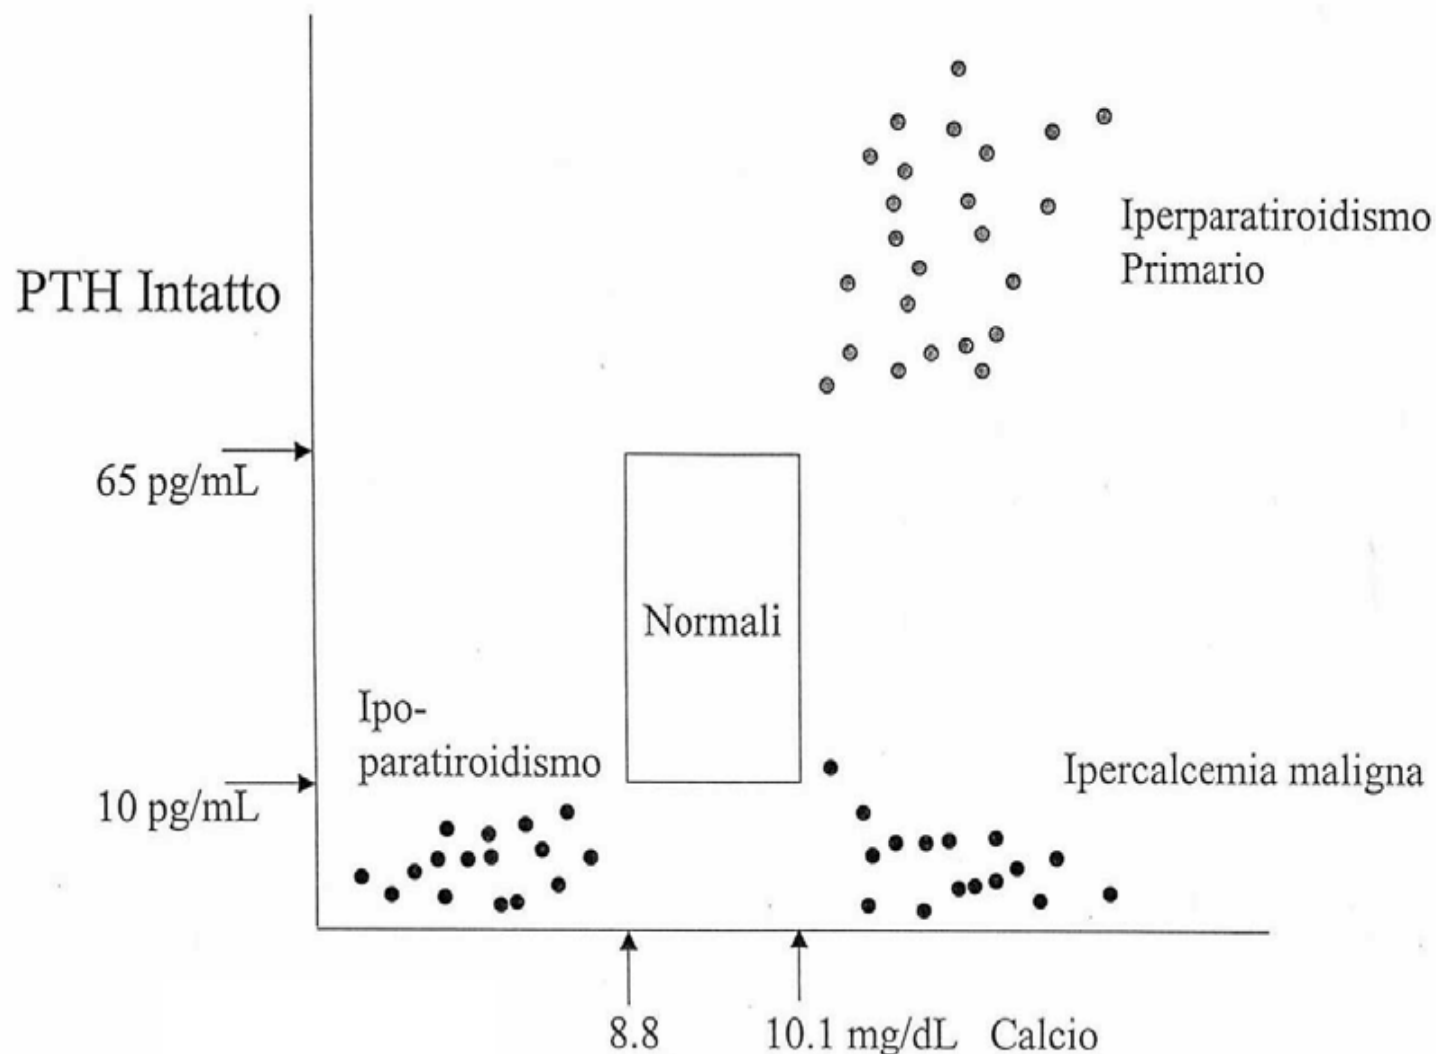 Iperparatiroidismo
Primario
PTH Intatto
65 pg/mL
Normali
Ipo-
paratiroidismo
Ipercalcemia maligna
10 pg/mL
8.8
10.1 mg/dL Calcio